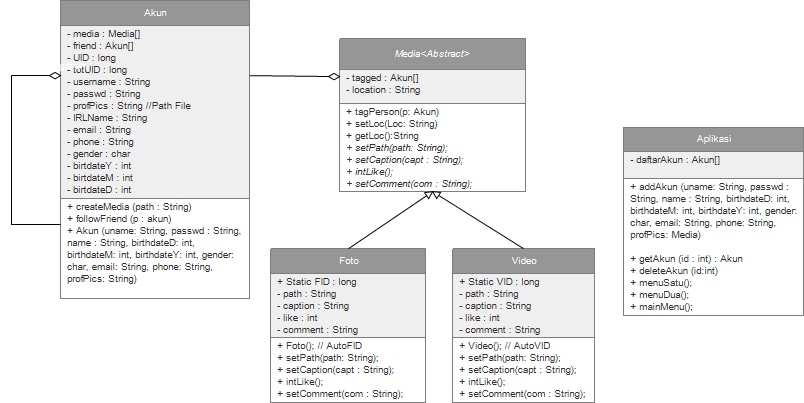 Akun
- media : Media[]
- friend : Akun[]
- UID : long
- totUID : long
- username : String
- passwd : String
- profPics : String //Path File
- IRLName : String
- email : String
- phone : String
- gender : char
- birtdateY : int
- birtdateM : int
- birtdateD : int
+ createMedia (path : String)
+ followFriend (p : akun)
+ Akun (uname: String, passwd : String,
name : String, birthdateD: int,
birthdateM: int, birthdateY: int, gender:
char, email: String, phone: String,
profPics: String)
Media<Abstract>
- tagged : Akun[]
- location : String
+ tagPerson(p: Akun)
+ setLoc(Loc: String)
+ getLoc():String
+ setPath(path: String);
+ setCaption(capt : String);
+ intLike();
+ setComment(com : String);
Foto
+ Static FID : long
- path : String
- caption : String
- like : int
- comment : String
+ Foto(); // AutoFID
+ setPath(path: String);
+ setCaption(capt : String);
+ intLike();
+ setComment(com : String);
Video
+ Static VID : long
- path : String
- caption : String
- like : int
- comment : String
+ Video(); // AutoVID
+ setPath(path: String);
+ setCaption(capt : String);
+ intLike();
+ setComment(com : String);
Aplikasi
- daftarAkun : Akun[]
+ addAkun (uname: String, passwd :
String, name : String, birthdateD: int,
birthdateM: int, birthdateY: int, gender:
char, email: String, phone: String,
profPics: Media)
+ getAkun (id : int) : Akun
+ deleteAkun (id:int)
+ menuSatu();
+ menuDua();
+ mainMenu();